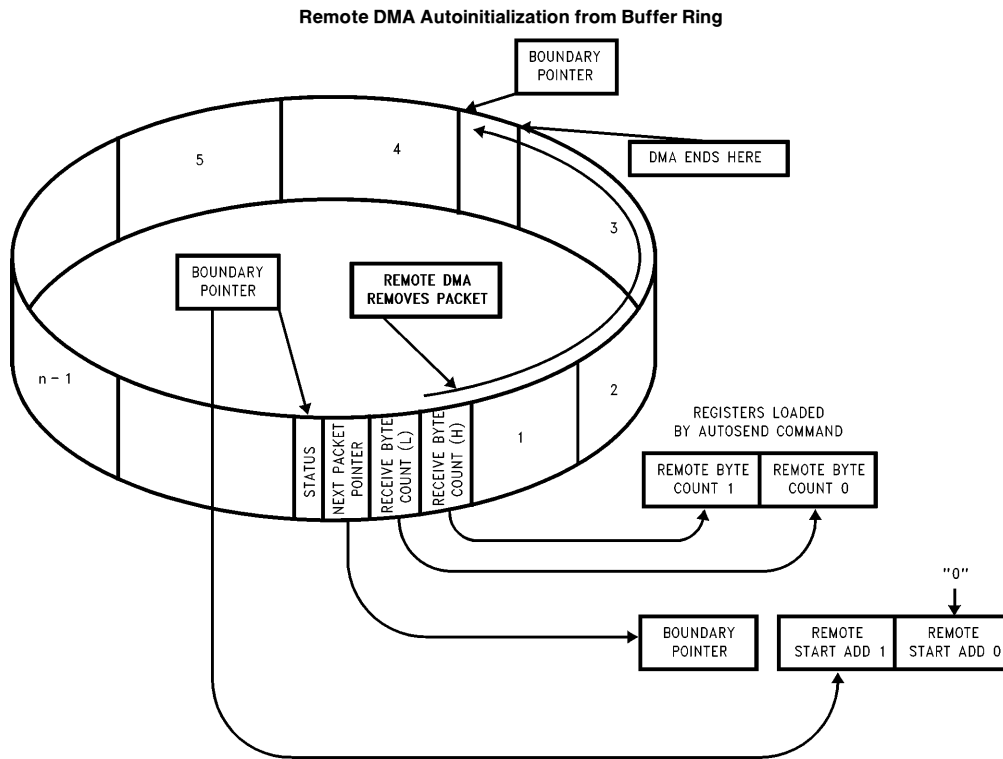 Remote DMA Autoinitialization from Buffer Ring
BOUNDARY
POINTER
DMA ENDS HERE
5
4
3
BOUNDARY
POINTER
REMOTE DMA
REMOVES PACKET
n - 1
2
1
STATUS
NEXT PACKET
POINTER
RECEIVE BYTE
COUNT (L)
RECEIVE BYTE
COUNT (H)
REGISTERS LOADED
BY AUTOSEND COMMAND
REMOTE BYTE
COUNT 1
REMOTE BYTE
COUNT 0
"0"
BOUNDARY
POINTER
REMOTE
START ADD 1
REMOTE
START ADD 0